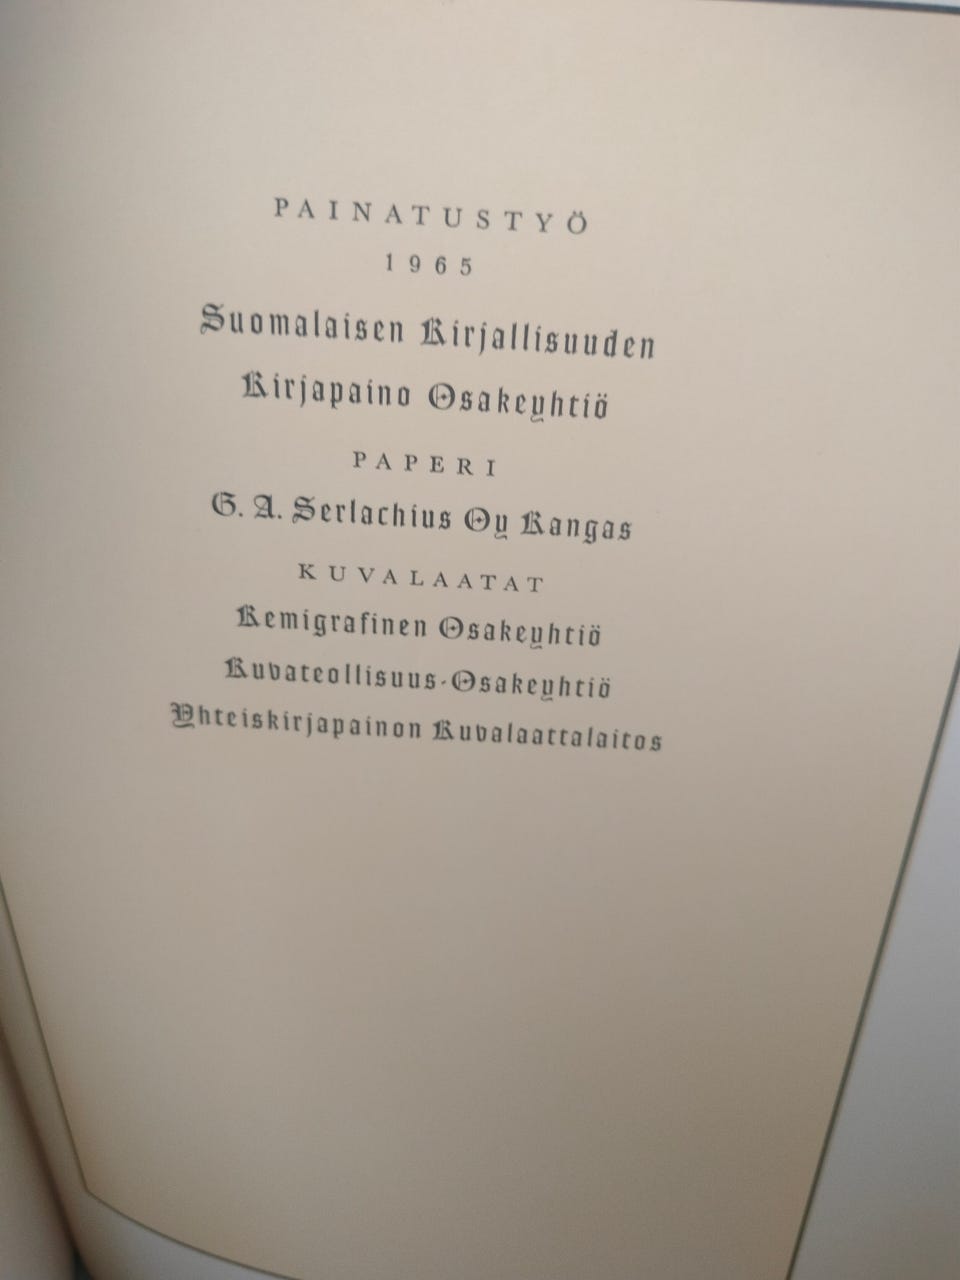 PAINATUSTYÖ
1965
Suomalaisen Kirjallisuuden
Kirjapaino Osakeyhtiö
PAPERI
G. A. Serlachius Oy Kangas
KUVALAATAT
Kemigrafinen Osakeyhtiö
Kuvateollisuus-Osakeyhtiö
Yhteiskirjapainon Kuvalaattalaitos